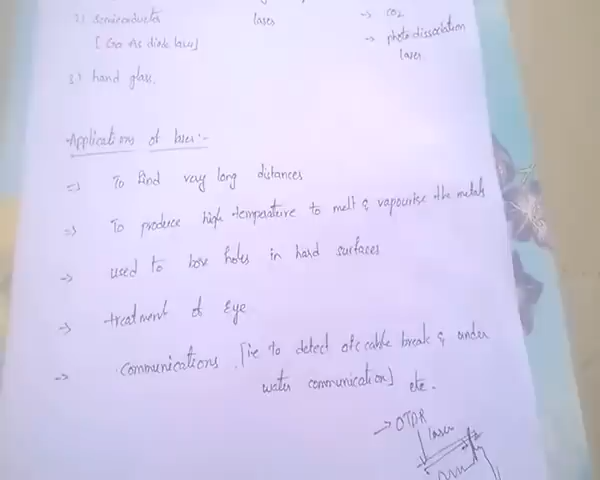 2.) semiconductor lasers → CO2
[Ga As diode laser] → photo dissociation
laser.
3.) hand glass.
Applications of laser:-
=> To find very long distances
=> To produce high temperature to melt & vapourise the metals
-> used to bore holes in hard surfaces
-> treatment of Eye
-> communications [ie to detect ofc cable break & under
water communication] etc.
→ OTDR
laser